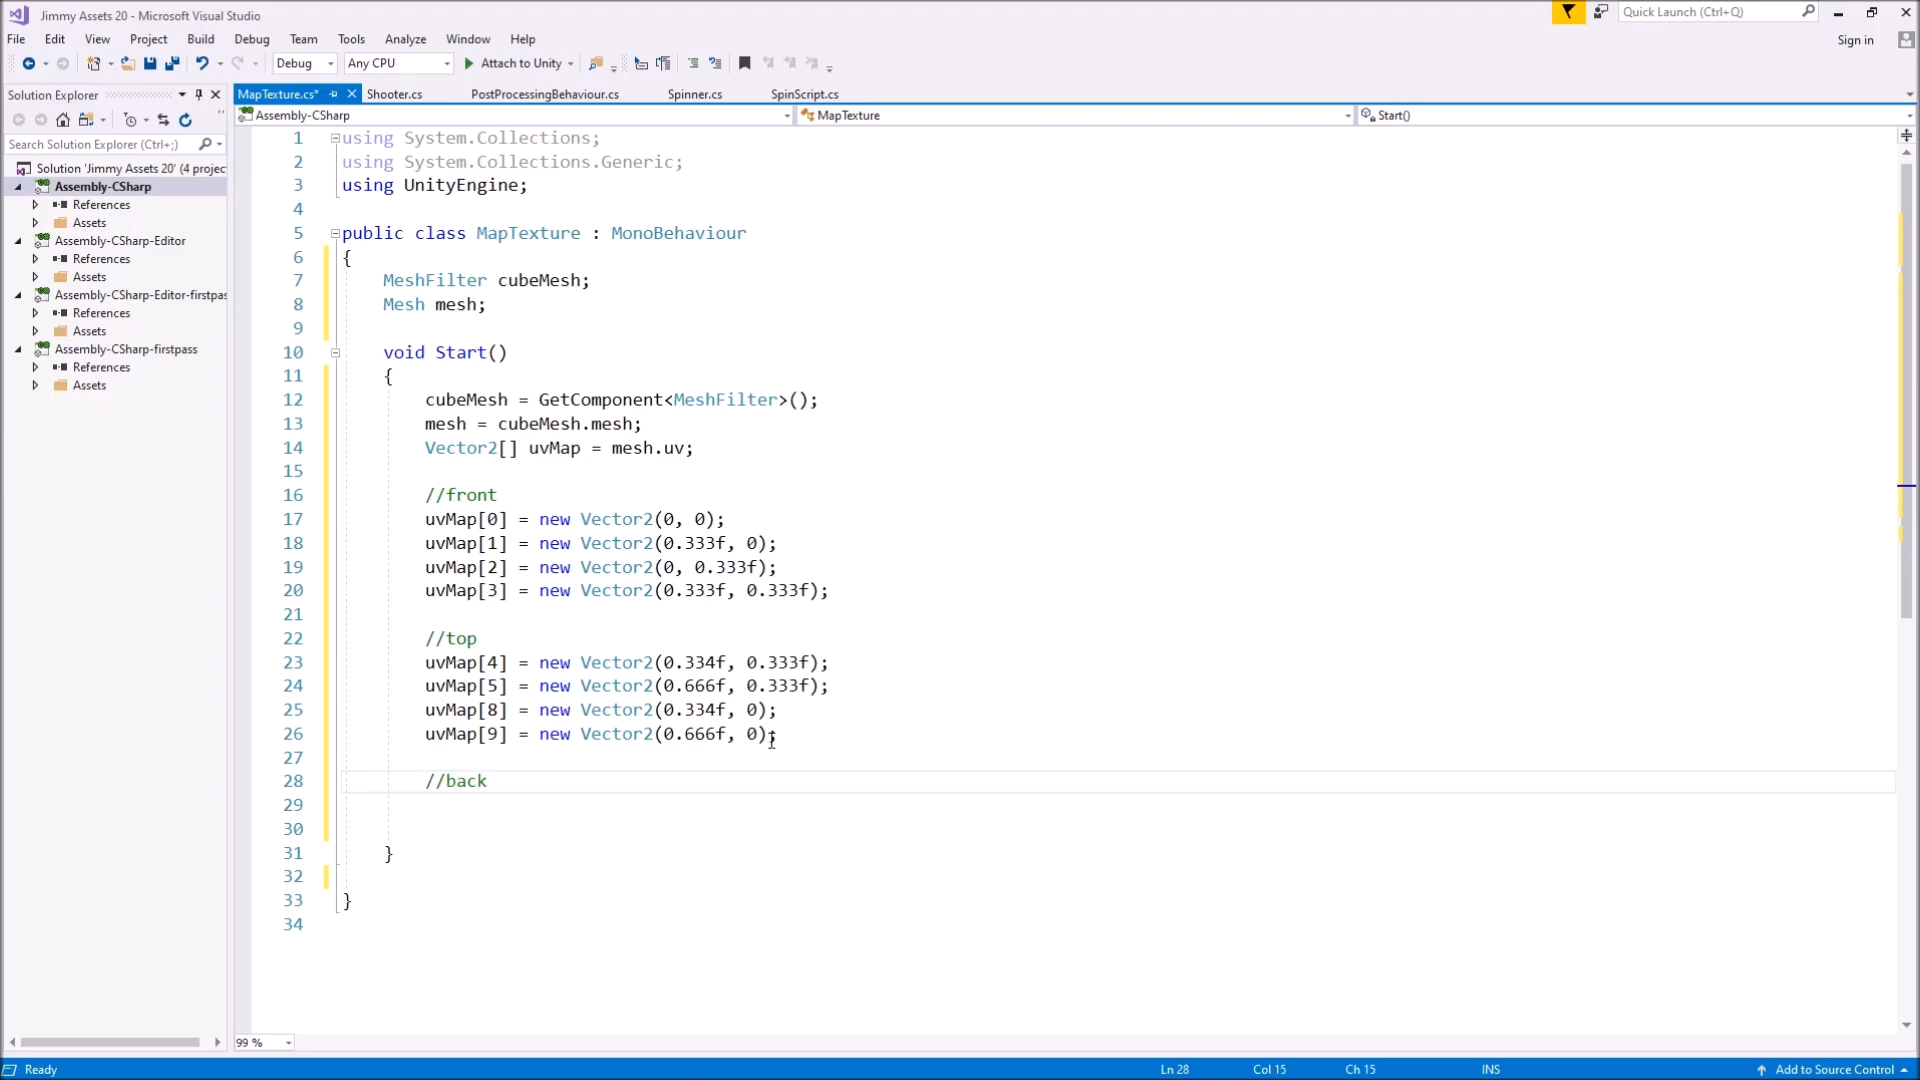 Jimmy Assets 20 - Microsoft Visual Studio
Quick Launch (Ctrl+Q)
File Edit View Project Build Debug Team Tools Analyze Window Help
Sign in
Debug Any CPU Attach to Unity
Solution Explorer
MapTexture.cs* Shooter.cs PostProcessingBehaviour.cs Spinner.cs SpinScript.cs
Assembly-CSharp MapTexture Start()
Search Solution Explorer (Ctrl+;)
Solution 'Jimmy Assets 20' (4 projec
Assembly-CSharp
References
Assets
Assembly-CSharp-Editor
References
Assets
Assembly-CSharp-Editor-firstpas
References
Assets
Assembly-CSharp-firstpass
References
Assets
1 using System.Collections;
2 using System.Collections.Generic;
3 using UnityEngine;
4
5 public class MapTexture : MonoBehaviour
6 {
7 MeshFilter cubeMesh;
8 Mesh mesh;
9
10 void Start()
11 {
12 cubeMesh = GetComponent<MeshFilter>();
13 mesh = cubeMesh.mesh;
14 Vector2[] uvMap = mesh.uv;
15
16 //front
17 uvMap[0] = new Vector2(0, 0);
18 uvMap[1] = new Vector2(0.333f, 0);
19 uvMap[2] = new Vector2(0, 0.333f);
20 uvMap[3] = new Vector2(0.333f, 0.333f);
21
22 //top
23 uvMap[4] = new Vector2(0.334f, 0.333f);
24 uvMap[5] = new Vector2(0.666f, 0.333f);
25 uvMap[8] = new Vector2(0.334f, 0);
26 uvMap[9] = new Vector2(0.666f, 0);
27
28 //back
29
30
31 }
32
33 }
34
99 %
Ready Ln 28 Col 15 Ch 15 INS Add to Source Control